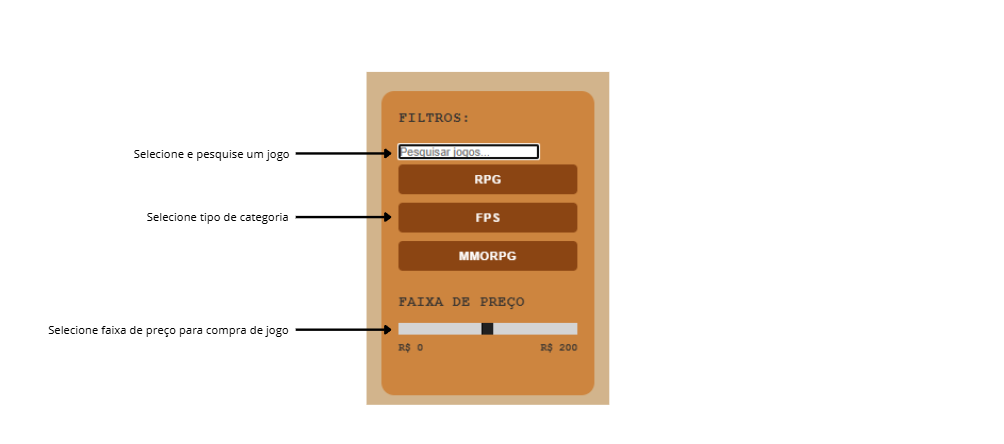 FILTROS:
Selecione e pesquise um jogo
Pesquisar jogos...
RPG
Selecione tipo de categoria
FPS
MMORPG
FAIXA DE PREÇO
Selecione faixa de preço para compra de jogo
R$ 0 R$ 200